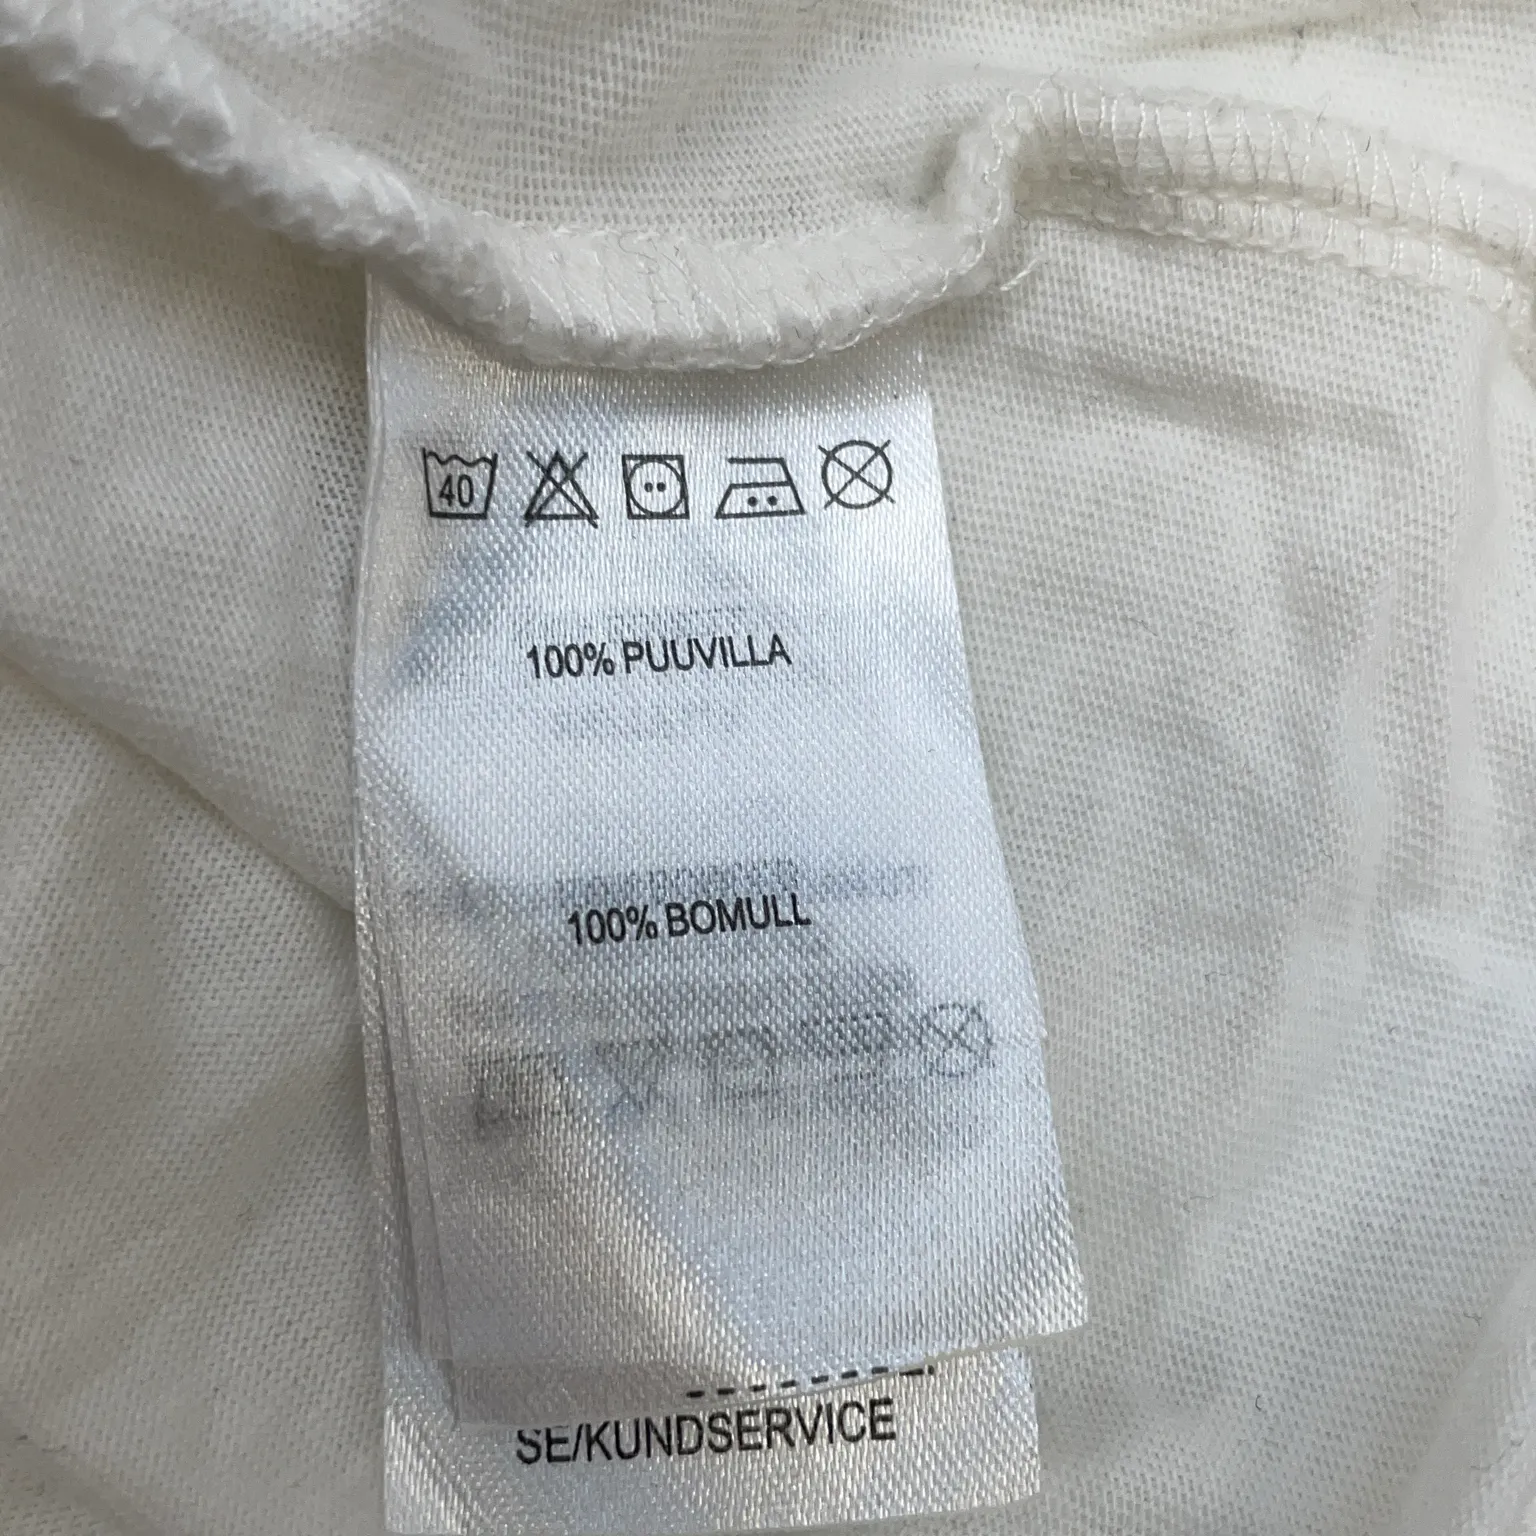 40
100% PUUVILLA
100% BOMULL
SE/KUNDSERVICE